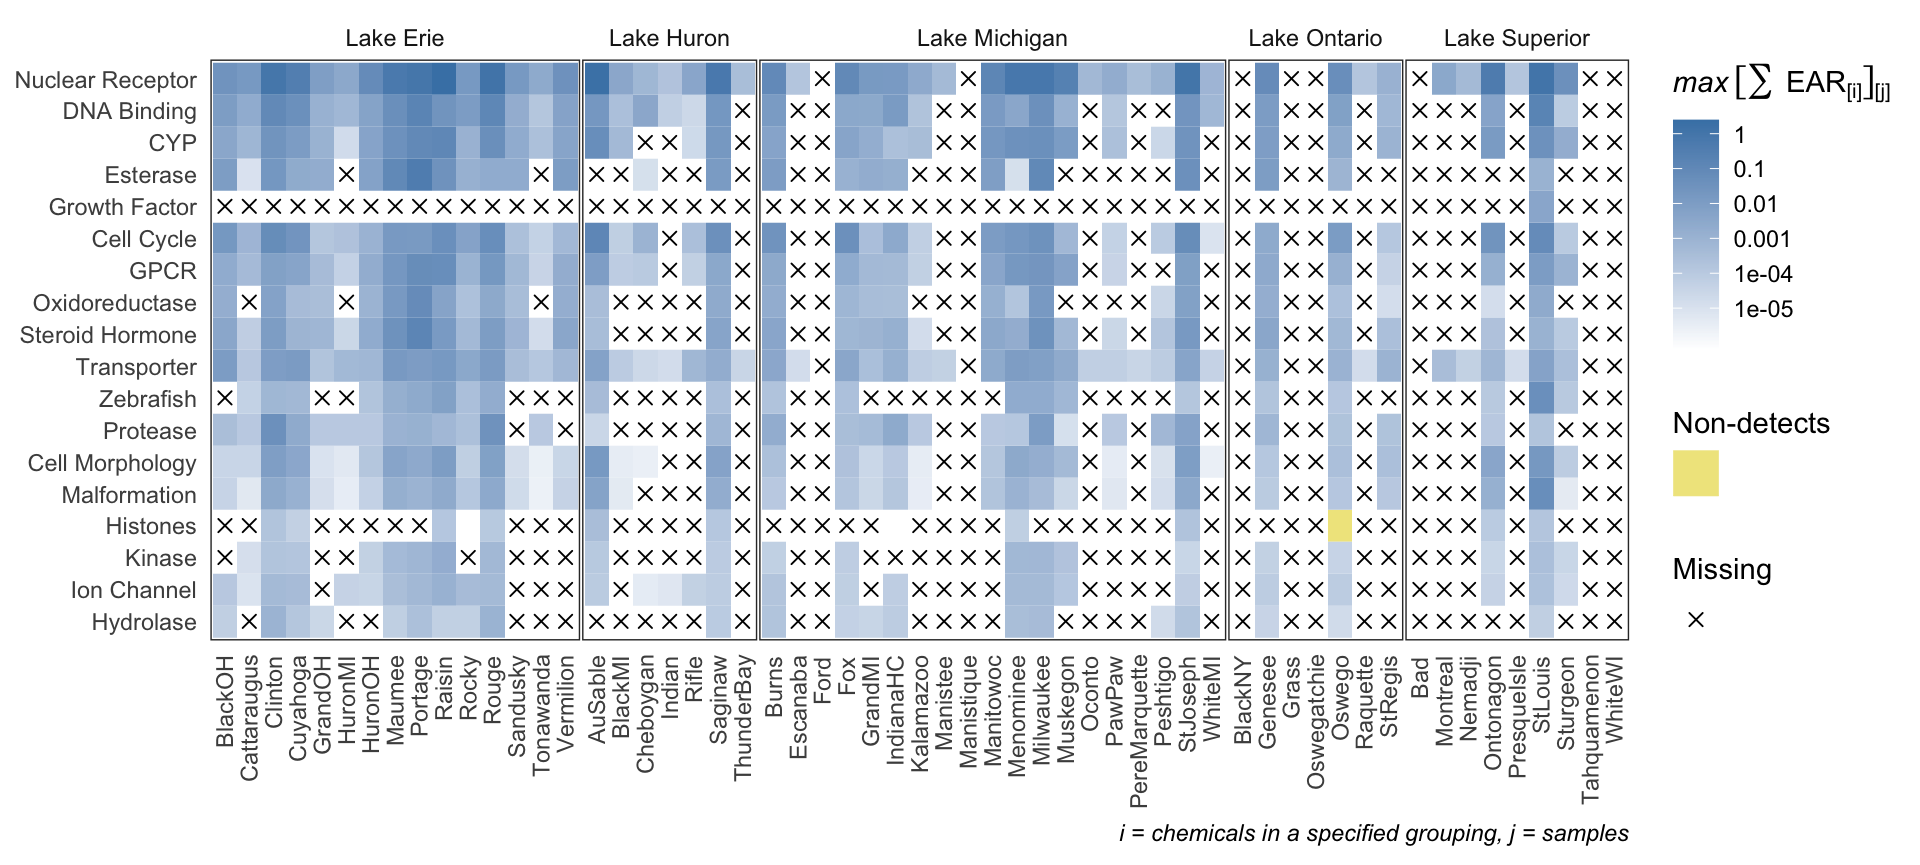 Lake Erie Lake Huron Lake Michigan Lake Ontario Lake Superior
Nuclear Receptor
DNA Binding
CYP
Esterase
Growth Factor
Cell Cycle
GPCR
Oxidoreductase
Steroid Hormone
Transporter
Zebrafish
Protease
Cell Morphology
Malformation
Histones
Kinase
Ion Channel
Hydrolase
BlackOH
Cattaraugus
Clinton
Cuyahoga
GrandOH
HuronMI
HuronOH
Maumee
Portage
Raisin
Rocky
Rouge
Sandusky
Tonawanda
Vermilion
AuSable
BlackMI
Cheboygan
Indian
Rifle
Saginaw
ThunderBay
Burns
Escanaba
Ford
Fox
GrandMI
IndianaHC
Kalamazoo
Manistee
Manistique
Manitowoc
Menominee
Milwaukee
Muskegon
Oconto
PawPaw
PereMarquette
Peshtigo
StJoseph
WhiteMI
BlackNY
Genesee
Grass
Oswegatchie
Oswego
Raquette
StRegis
Bad
Montreal
Nemadji
Ontonagon
PresqueIsle
StLouis
Sturgeon
Tahquamenon
WhiteWI
max [∑ EAR[i]][j]
1
0.1
0.01
0.001
1e-04
1e-05
Non-detects
Missing
i = chemicals in a specified grouping, j = samples